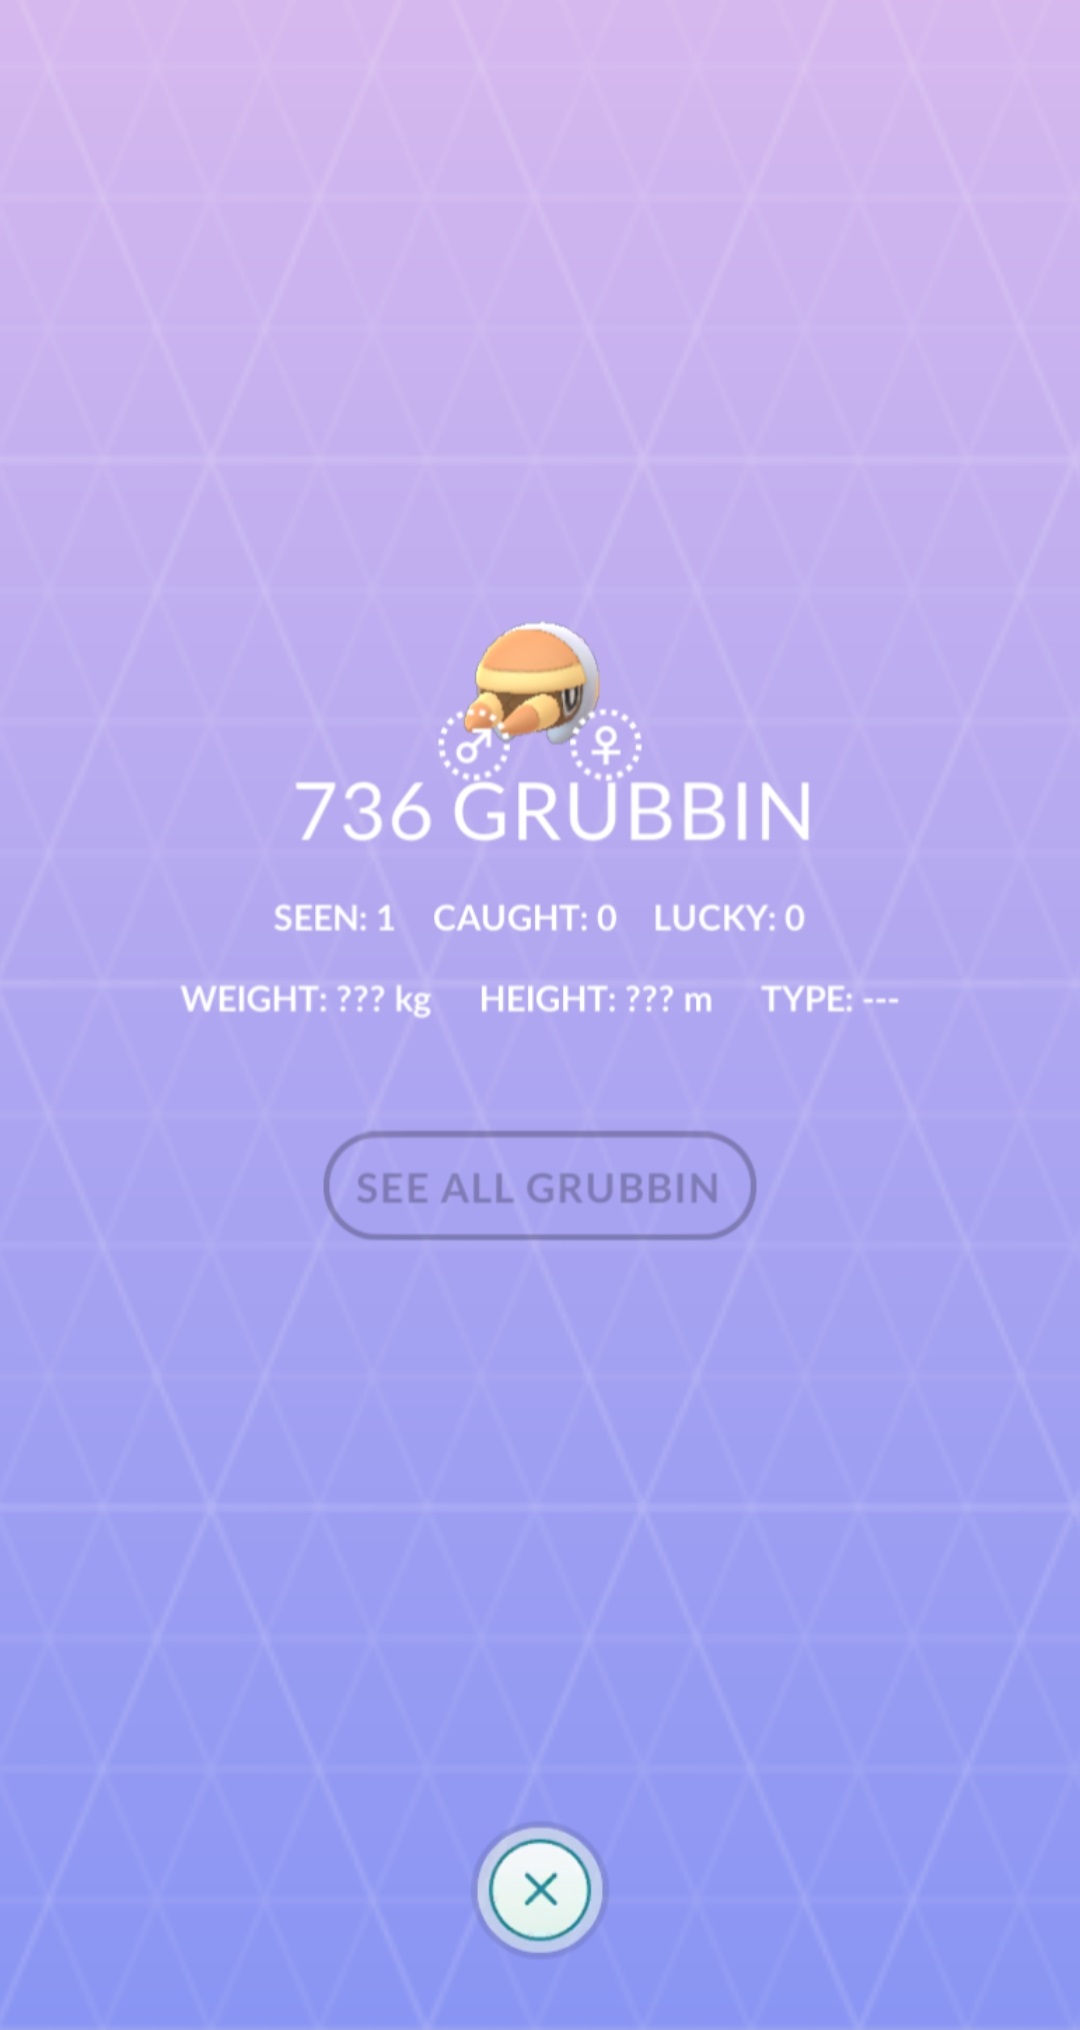 736 GRUBBIN
SEEN: 1 CAUGHT: 0 LUCKY: 0
WEIGHT: ??? kg HEIGHT: ??? m TYPE: ---
SEE ALL GRUBBIN